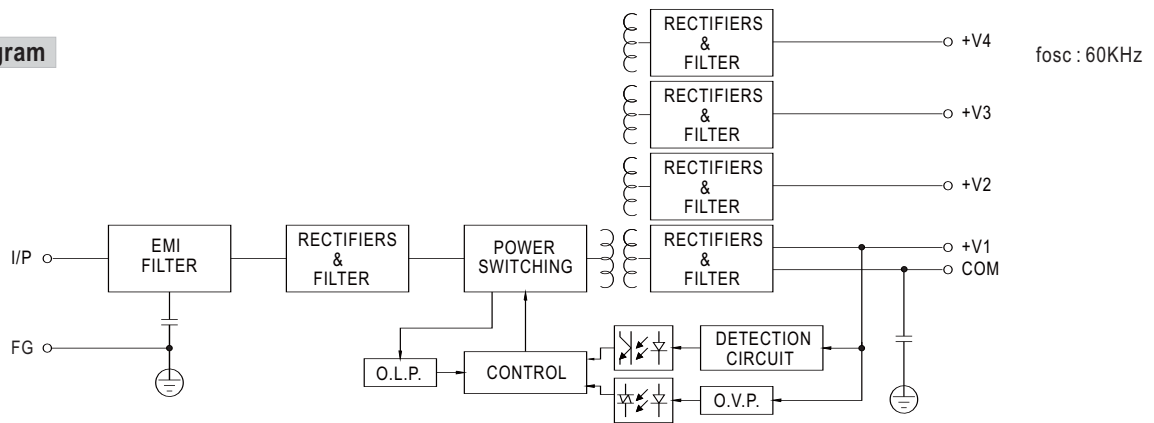 gram
RECTIFIERS
&
FILTER
+V4
fosc : 60KHz
RECTIFIERS
&
FILTER
+V3
RECTIFIERS
&
FILTER
+V2
I/P
EMI
FILTER
RECTIFIERS
&
FILTER
POWER
SWITCHING
RECTIFIERS
&
FILTER
+V1
COM
FG
O.L.P.
CONTROL
DETECTION
CIRCUIT
O.V.P.